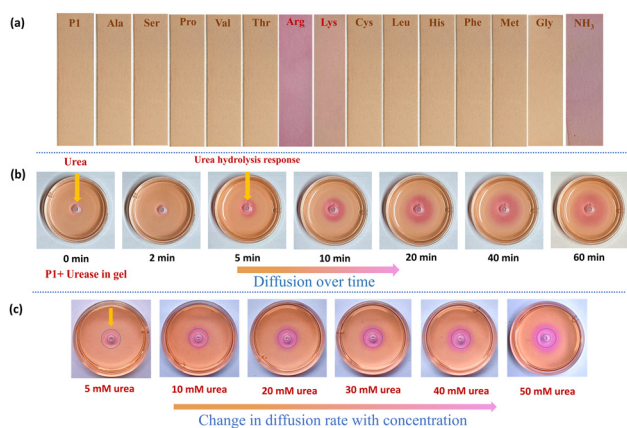 (a)
P1 Ala Ser Pro Val Thr Arg Lys Cys Leu His Phe Met Gly NH₃
Urea
Urea hydrolysis response
(b)
0 min 2 min 5 min 10 min 20 min 40 min 60 min
P1+ Urease in gel
Diffusion over time
(c)
5 mM urea 10 mM urea 20 mM urea 30 mM urea 40 mM urea 50 mM urea
Change in diffusion rate with concentration